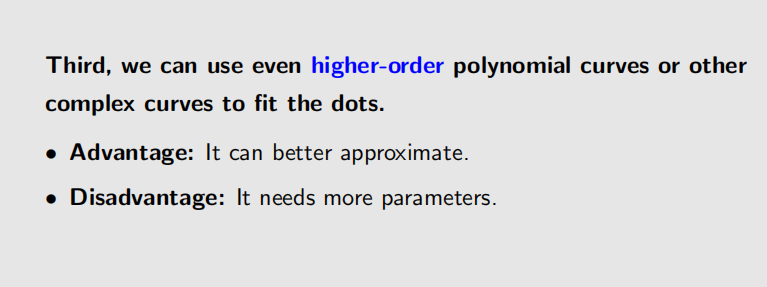 Third, we can use even higher-order polynomial curves or other
complex curves to fit the dots.
• Advantage: It can better approximate.
• Disadvantage: It needs more parameters.